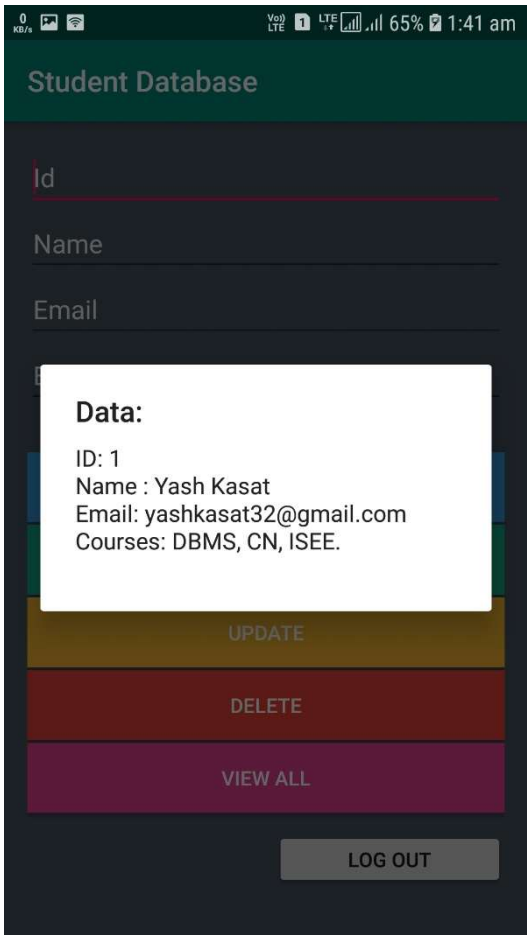 0
KB/s
Vo))
LTE 1 LTE 65% 1:41 am
Student Database
Id
Name
Email
Data:
ID: 1
Name : Yash Kasat
Email: yashkasat32@gmail.com
Courses: DBMS, CN, ISEE.
UPDATE
DELETE
VIEW ALL
LOG OUT